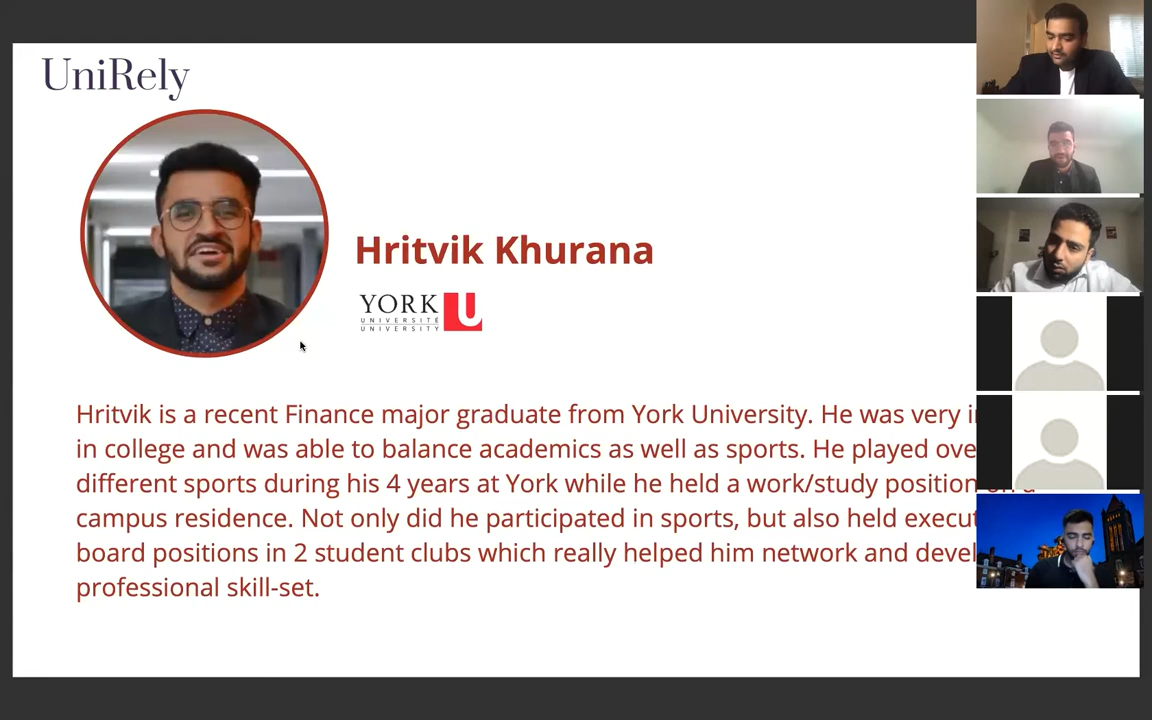 UniRely
Hritvik Khurana
YORK U
UNIVERSITÉ
UNIVERSITY
Hritvik is a recent Finance major graduate from York University. He was very
in college and was able to balance academics as well as sports. He played
different sports during his 4 years at York while he held a work/study position on a
campus residence. Not only did he participated in sports, but also held
board positions in 2 student clubs which really helped him network and
professional skill-set.